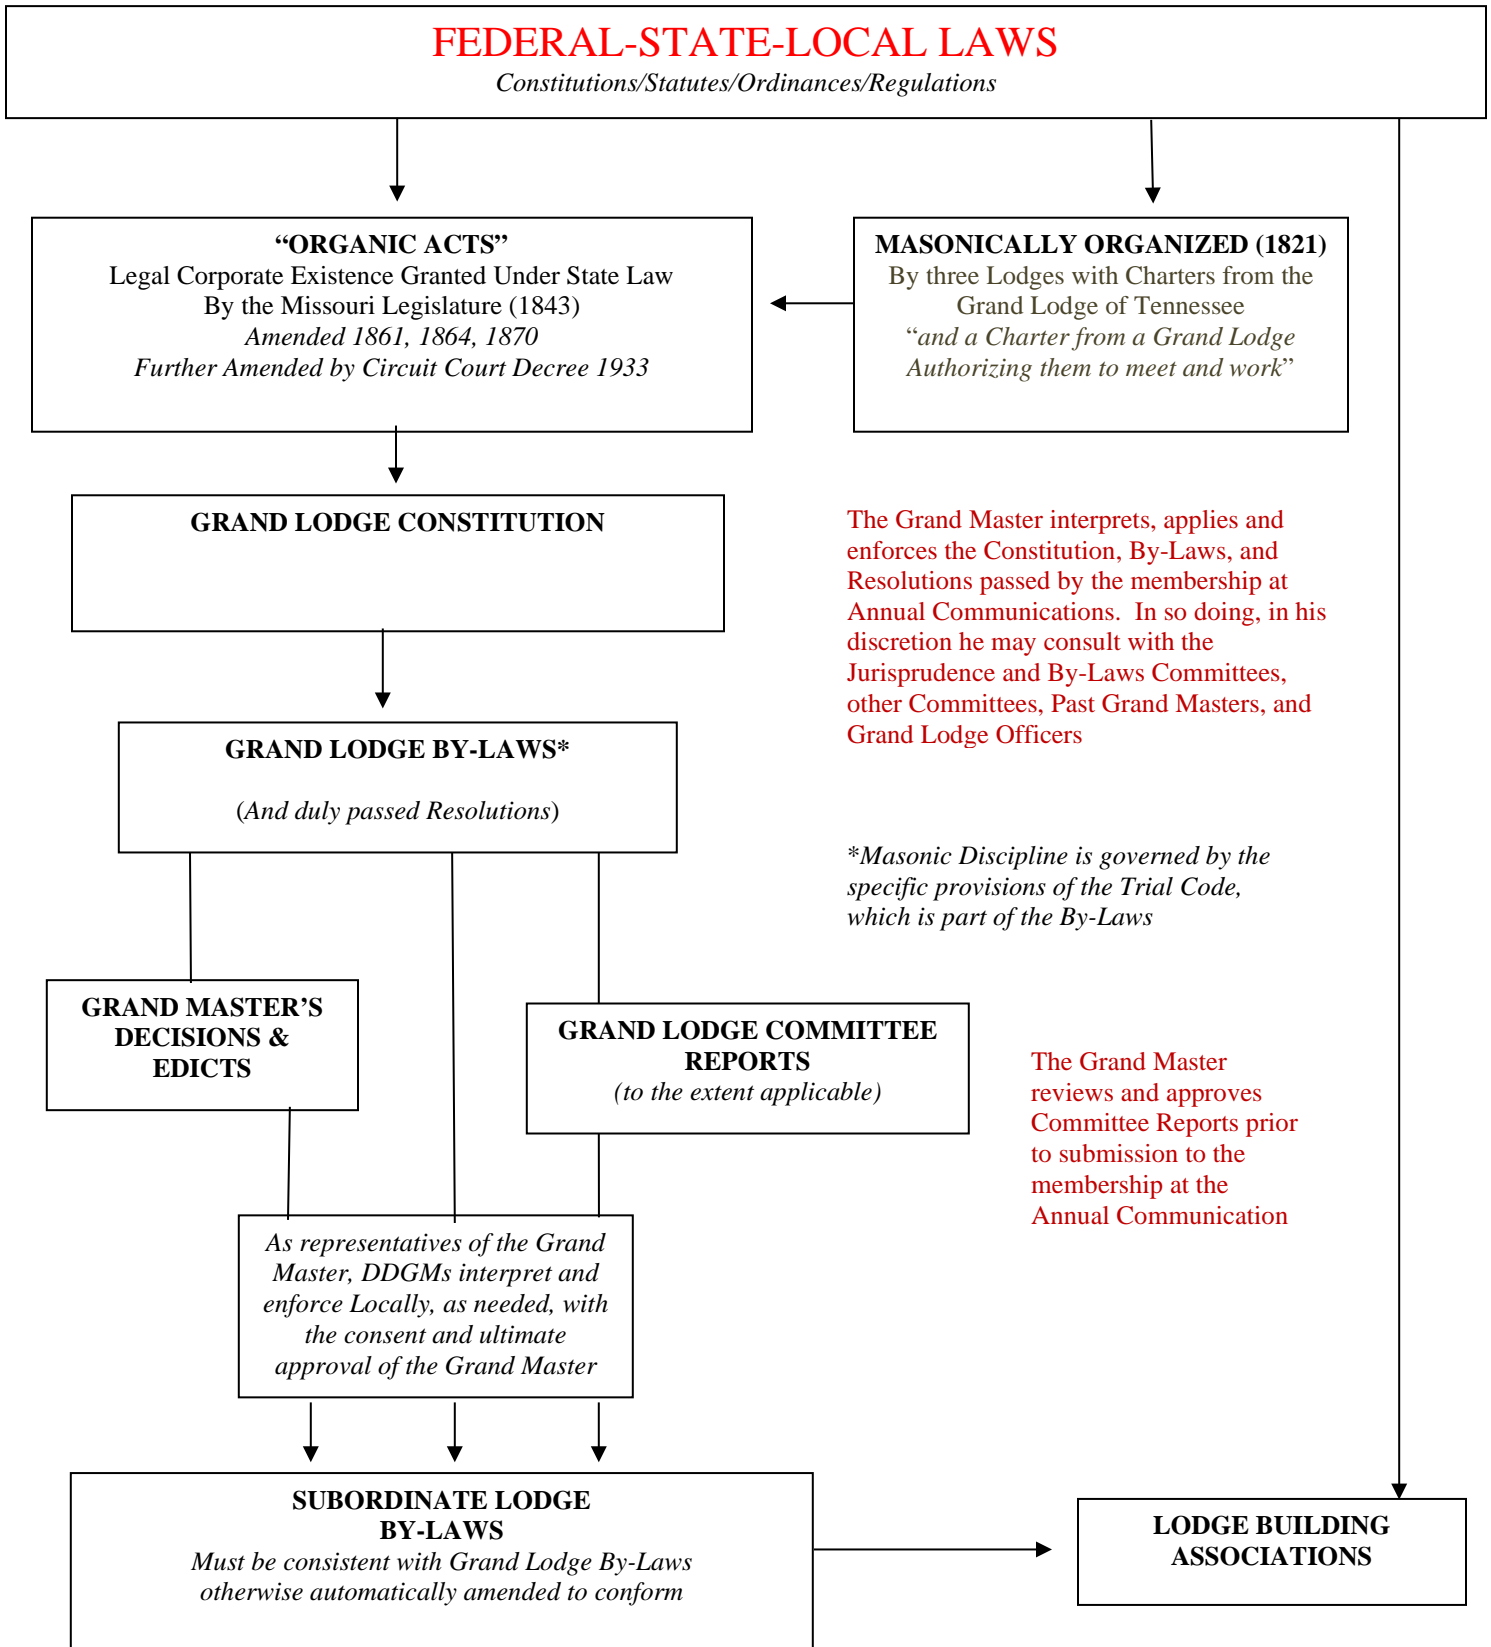 FEDERAL-STATE-LOCAL LAWS
Constitutions/Statutes/Ordinances/Regulations
“ORGANIC ACTS”
Legal Corporate Existence Granted Under State Law
By the Missouri Legislature (1843)
Amended 1861, 1864, 1870
Further Amended by Circuit Court Decree 1933
MASONICALLY ORGANIZED (1821)
By three Lodges with Charters from the
Grand Lodge of Tennessee
“and a Charter from a Grand Lodge
Authorizing them to meet and work”
GRAND LODGE CONSTITUTION
The Grand Master interprets, applies and
enforces the Constitution, By-Laws, and
Resolutions passed by the membership at
Annual Communications.  In so doing, in his
discretion he may consult with the
Jurisprudence and By-Laws Committees,
other Committees, Past Grand Masters, and
Grand Lodge Officers
GRAND LODGE BY-LAWS*
(And duly passed Resolutions)
*Masonic Discipline is governed by the
specific provisions of the Trial Code,
which is part of the By-Laws
GRAND MASTER’S
DECISIONS &
EDICTS
GRAND LODGE COMMITTEE
REPORTS
(to the extent applicable)
The Grand Master
reviews and approves
Committee Reports prior
to submission to the
membership at the
Annual Communication
As representatives of the Grand
Master, DDGMs interpret and
enforce Locally, as needed, with
the consent and ultimate
approval of the Grand Master
SUBORDINATE LODGE
BY-LAWS
Must be consistent with Grand Lodge By-Laws
otherwise automatically amended to conform
LODGE BUILDING
ASSOCIATIONS